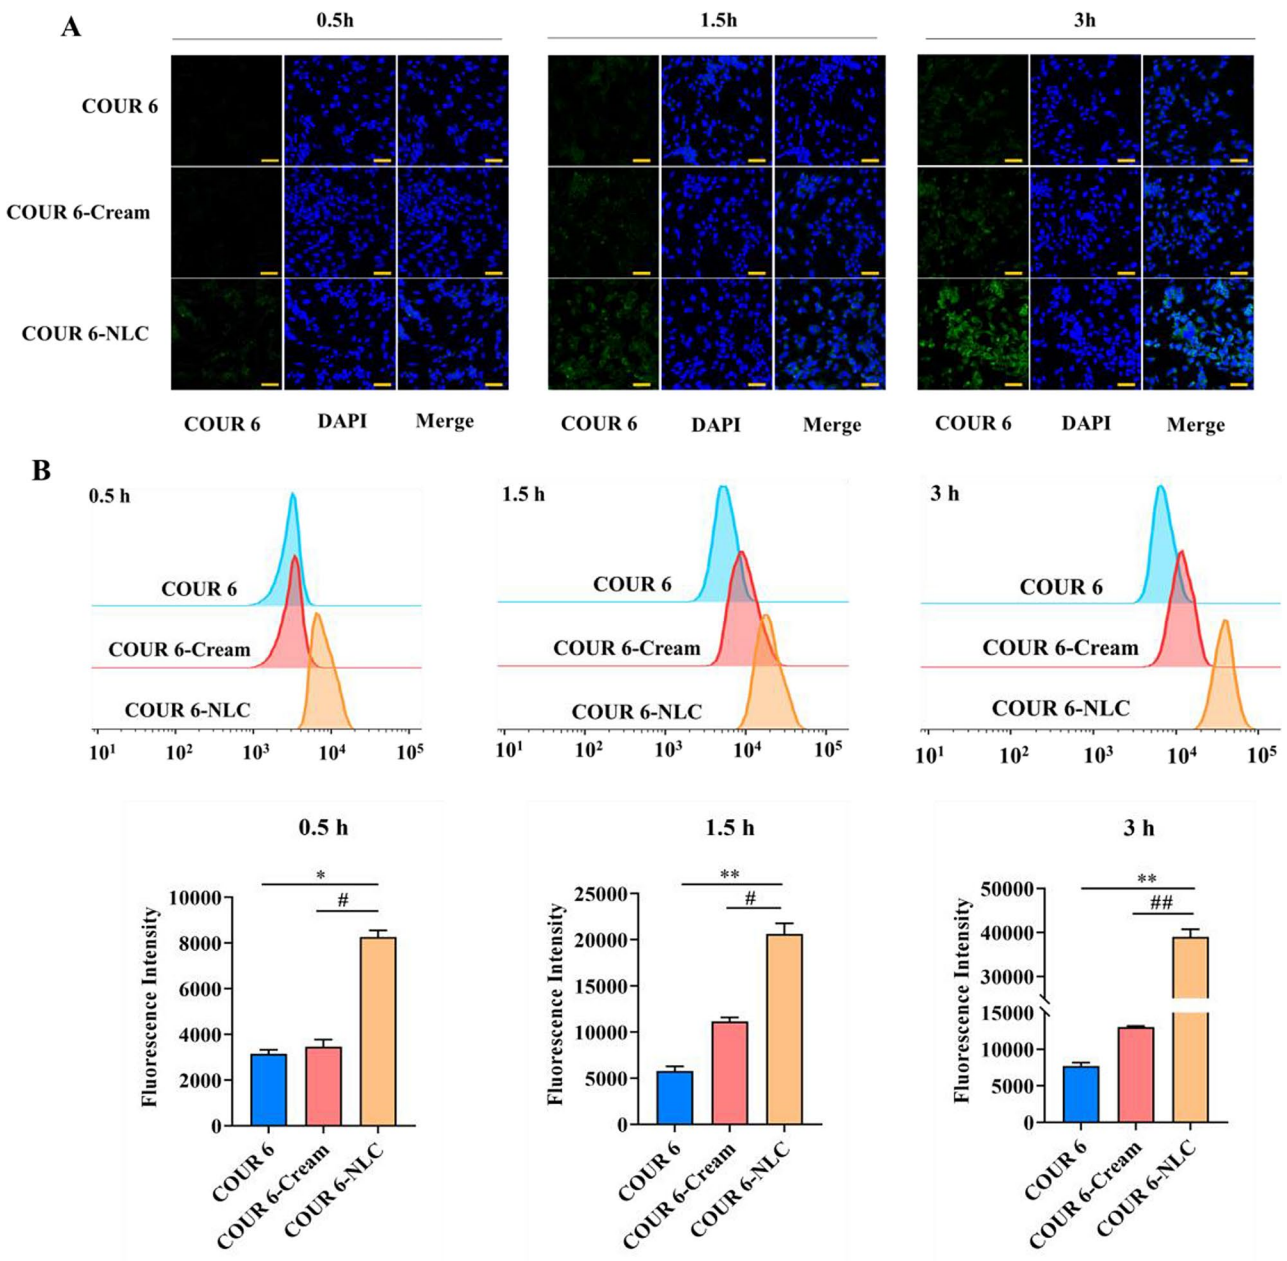 A
0.5h
1.5h
3h
COUR 6
COUR 6-Cream
COUR 6-NLC
COUR 6
DAPI
Merge
COUR 6
DAPI
Merge
COUR 6
DAPI
Merge
B
0.5 h
COUR 6
COUR 6-Cream
COUR 6-NLC
10¹ 10² 10³ 10⁴ 10⁵
1.5 h
COUR 6
COUR 6-Cream
COUR 6-NLC
10¹ 10² 10³ 10⁴ 10⁵
3 h
COUR 6
COUR 6-Cream
COUR 6-NLC
10¹ 10² 10³ 10⁴ 10⁵
0.5 h
Fluorescence Intensity
10000
8000
6000
4000
2000
0
*
#
COUR 6
COUR 6-Cream
COUR 6-NLC
1.5 h
Fluorescence Intensity
25000
20000
15000
10000
5000
0
**
#
COUR 6
COUR 6-Cream
COUR 6-NLC
3 h
Fluorescence Intensity
50000
40000
30000
15000
10000
5000
0
**
##
COUR 6
COUR 6-Cream
COUR 6-NLC